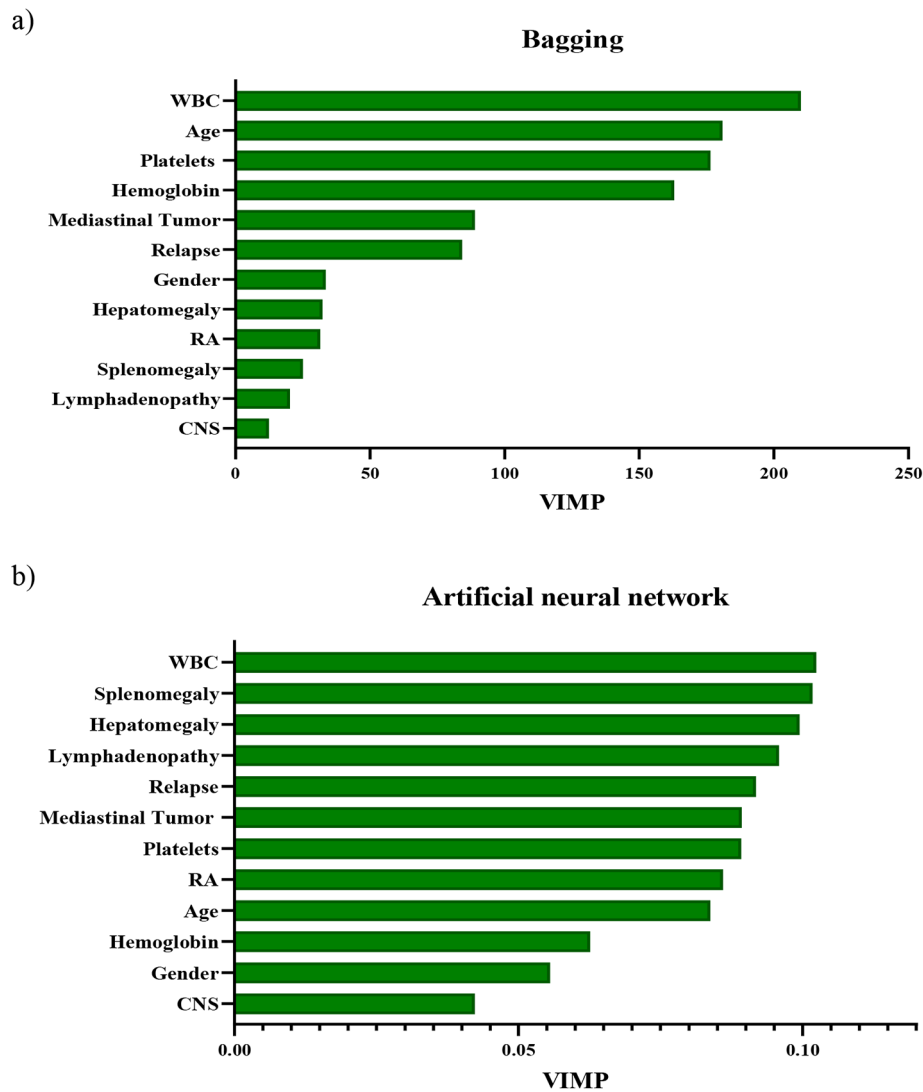 a)
Bagging
WBC
Age
Platelets
Hemoglobin
Mediastinal Tumor
Relapse
Gender
Hepatomegaly
RA
Splenomegaly
Lymphadenopathy
CNS
0 50 100 150 200 250
VIMP
b)
Artificial neural network
WBC
Splenomegaly
Hepatomegaly
Lymphadenopathy
Relapse
Mediastinal Tumor
Platelets
RA
Age
Hemoglobin
Gender
CNS
0.00 0.05 0.10
VIMP